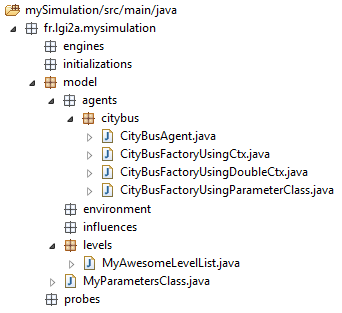 mySimulation/src/main/java
fr.lgi2a.mysimulation
engines
initializations
model
agents
citybus
CityBusAgent.java
CityBusFactoryUsingCtx.java
CityBusFactoryUsingDoubleCtx.java
CityBusFactoryUsingParameterClass.java
environment
influences
levels
MyAwesomeLevelList.java
MyParametersClass.java
probes